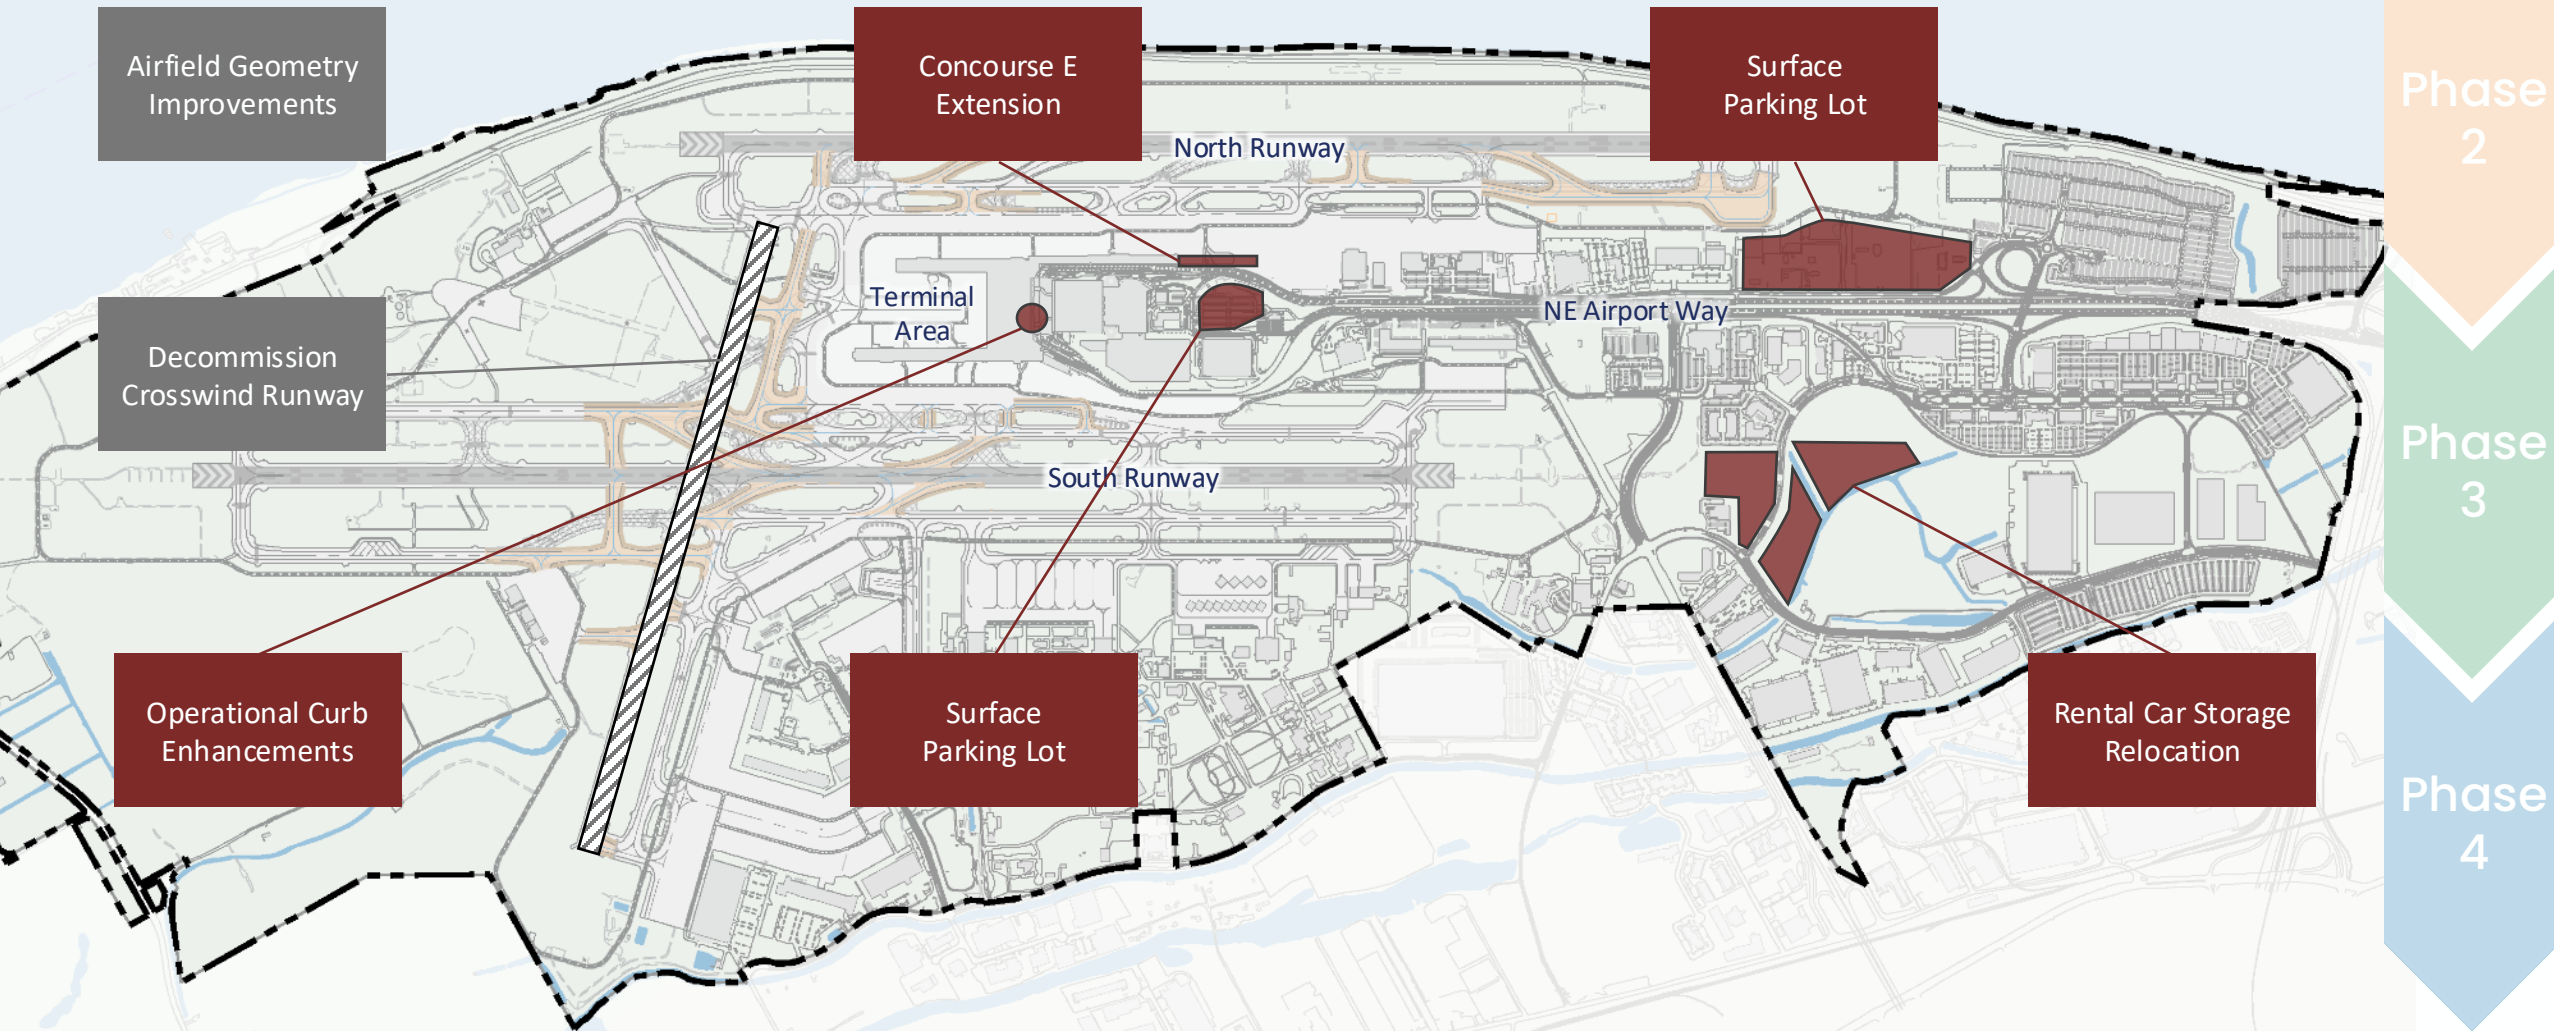 Airfield Geometry
Improvements
Concourse E
Extension
Surface
Parking Lot
Phase
2
North Runway
Terminal
Area
NE Airport Way
Decommission
Crosswind Runway
Phase
3
South Runway
Operational Curb
Enhancements
Surface
Parking Lot
Rental Car Storage
Relocation
Phase
4